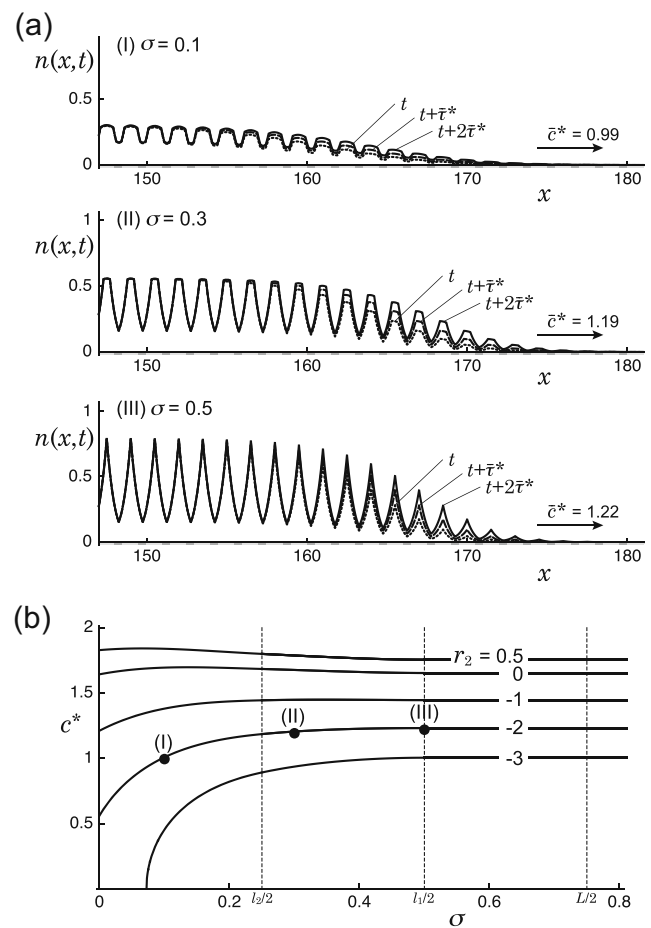 (a)
(I) σ = 0.1
n(x,t)
0.5
0
t
t+τ̄*
t+2τ̄*
c̄* = 0.99
150
160
170
180
x
(II) σ = 0.3
n(x,t)
1
0.5
0
t
t+τ̄*
t+2τ̄*
c̄* = 1.19
150
160
170
180
x
(III) σ = 0.5
n(x,t)
1
0.5
0
t
t+τ̄*
t+2τ̄*
c̄* = 1.22
150
160
170
180
x
(b)
2
1.5
c*
1
0.5
r₂ = 0.5
0
-1
-2
-3
(I)
(II)
(III)
0
0.2
l₂/2
0.4
l₁/2
0.6
L/2
0.8
σ